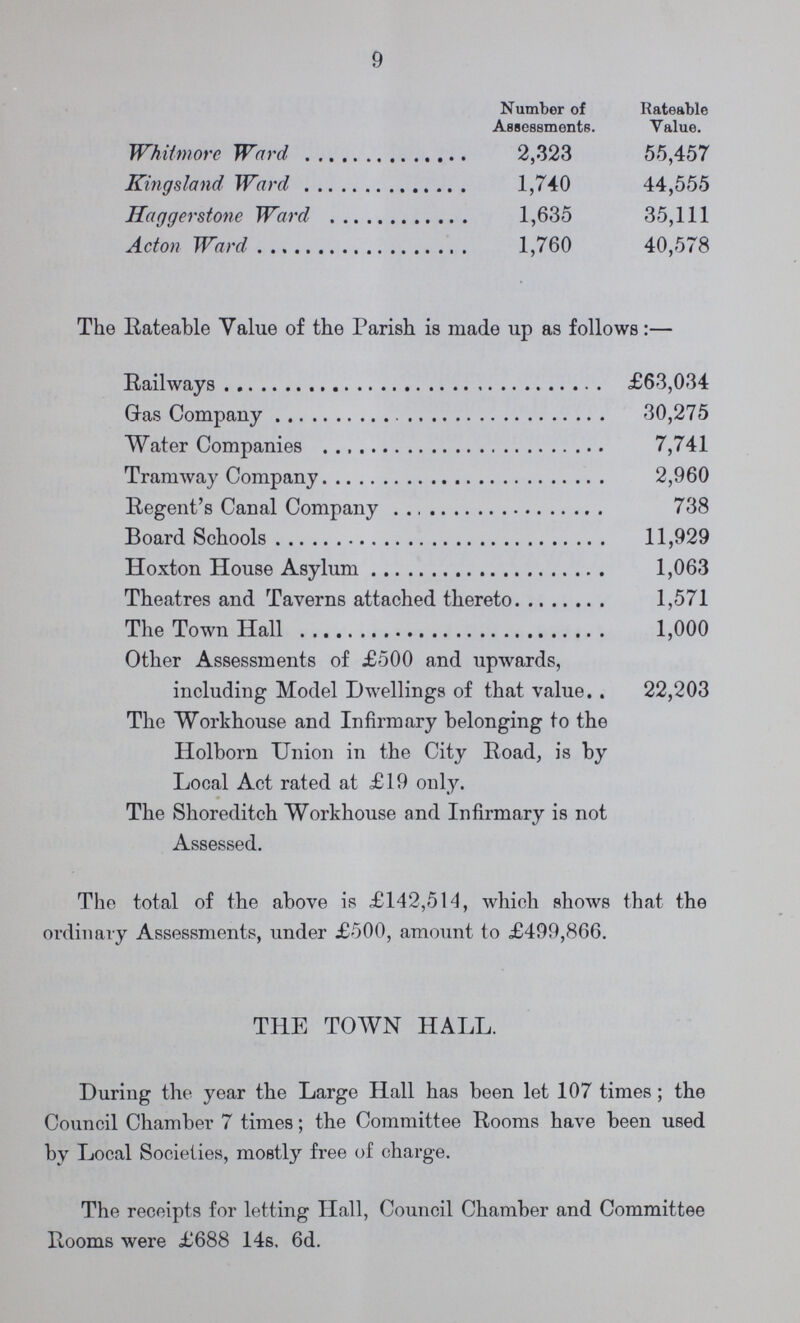 9
Number of Assessments. Rateable Value.
Whitmore Ward .............. 2,323 55,457
Kingsland Ward .............. 1,740 44,555
Haggerstone Ward ............ 1,635 35,111
Acton Ward .................. 1,760 40,578
The Rateable Value of the Parish is made up as follows:—
Railways .................................. £63,034
Gas Company .............................. 30,275
Water Companies ........................ 7,741
Tramway Company ........................ 2,960
Regent's Canal Company .................. 738
Board Schools .............................. 11,929
Hoxton House Asylum .................... 1,063
Theatres and Taverns attached thereto ........ 1,571
The Town Hall .......................... 1,000
Other Assessments of £500 and upwards,
including Model Dwellings of that value.. 22,203
The Workhouse and Infirmary belonging to the
Holborn Union in the City Road, is by
Local Act rated at £19 only.
The Shoreditch Workhouse and Infirmary is not
Assessed.
The total of the above is £142,514, which shows that the
ordinary Assessments, under £500, amount to £499,866.
THE TOWN HALL.
During the year the Large Hall has been let 107 times; the
Council Chamber 7 times; the Committee Rooms have been used
by Local Societies, mostly free of charge.
The receipts for letting Hall, Council Chamber and Committee
Rooms were £688 14s. 6d.